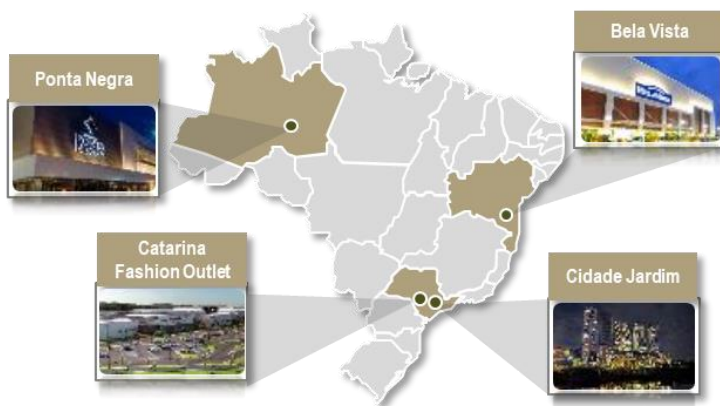 Bela Vista
Ponta Negra
Catarina
Fashion Outlet
Cidade Jardim